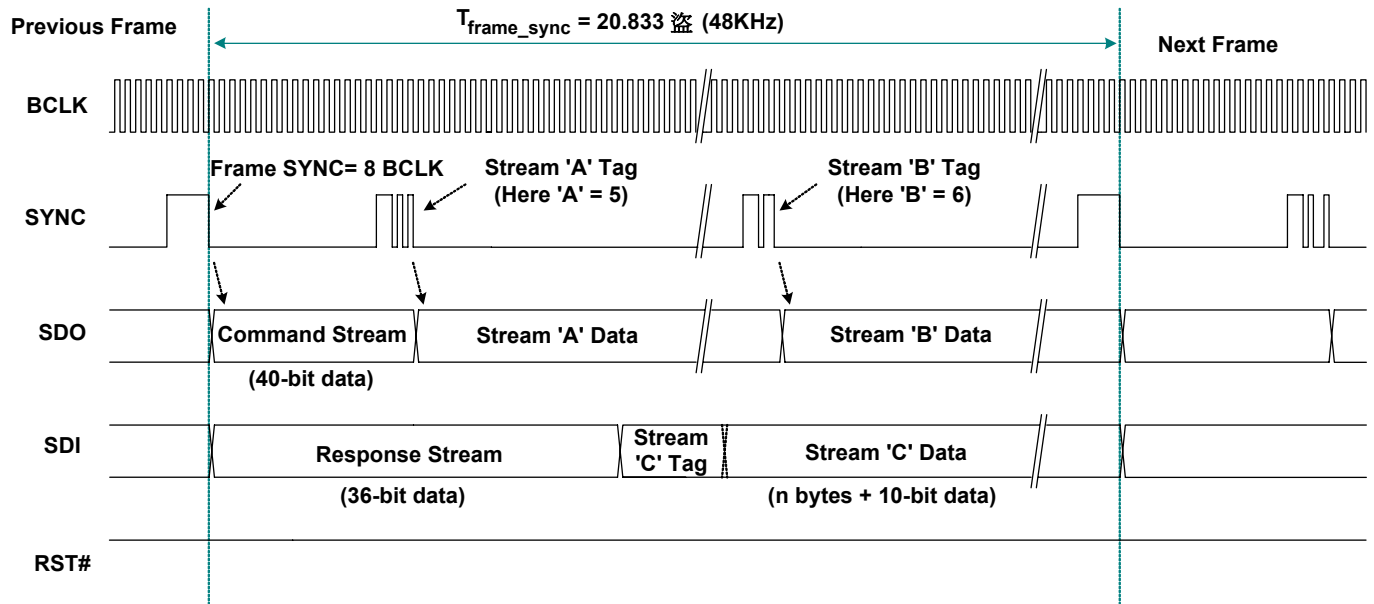 Previous Frame
Tframe_sync = 20.833 盜 (48KHz)
Next Frame
BCLK
Frame SYNC= 8 BCLK
Stream 'A' Tag
(Here 'A' = 5)
Stream 'B' Tag
(Here 'B' = 6)
SYNC
SDO
Command Stream
Stream 'A' Data
Stream 'B' Data
(40-bit data)
SDI
Response Stream
Stream
'C' Tag
Stream 'C' Data
(36-bit data)
(n bytes + 10-bit data)
RST#